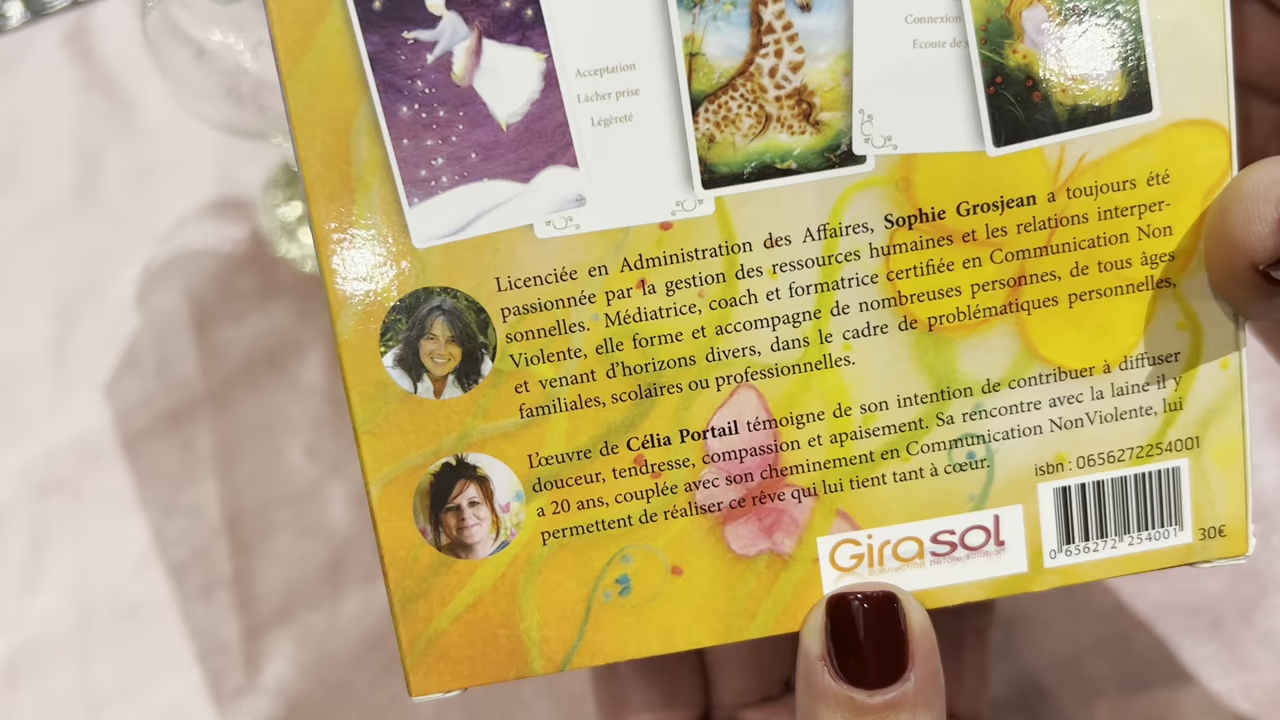 Acceptation
Lâcher prise
Légèreté
Connexion
Ecoute de
Licenciée en Administration des Affaires, Sophie Grosjean a toujours été
passionnée par la gestion des ressources humaines et les relations interper-
sonnelles. Médiatrice, coach et formatrice certifiée en Communication Non
Violente, elle forme et accompagne de nombreuses personnes, de tous âges
et venant d'horizons divers, dans le cadre de problématiques personnelles,
familiales, scolaires ou professionnelles.
L'œuvre de Célia Portail témoigne de son intention de contribuer à diffuser
douceur, tendresse, compassion et apaisement. Sa rencontre avec la laine il y
a 20 ans, couplée avec son cheminement en Communication NonViolente, lui
permettent de réaliser ce rêve qui lui tient tant à cœur.
isbn : 0656272254001
Girasol
connection before solution
0 656272 254001
30€